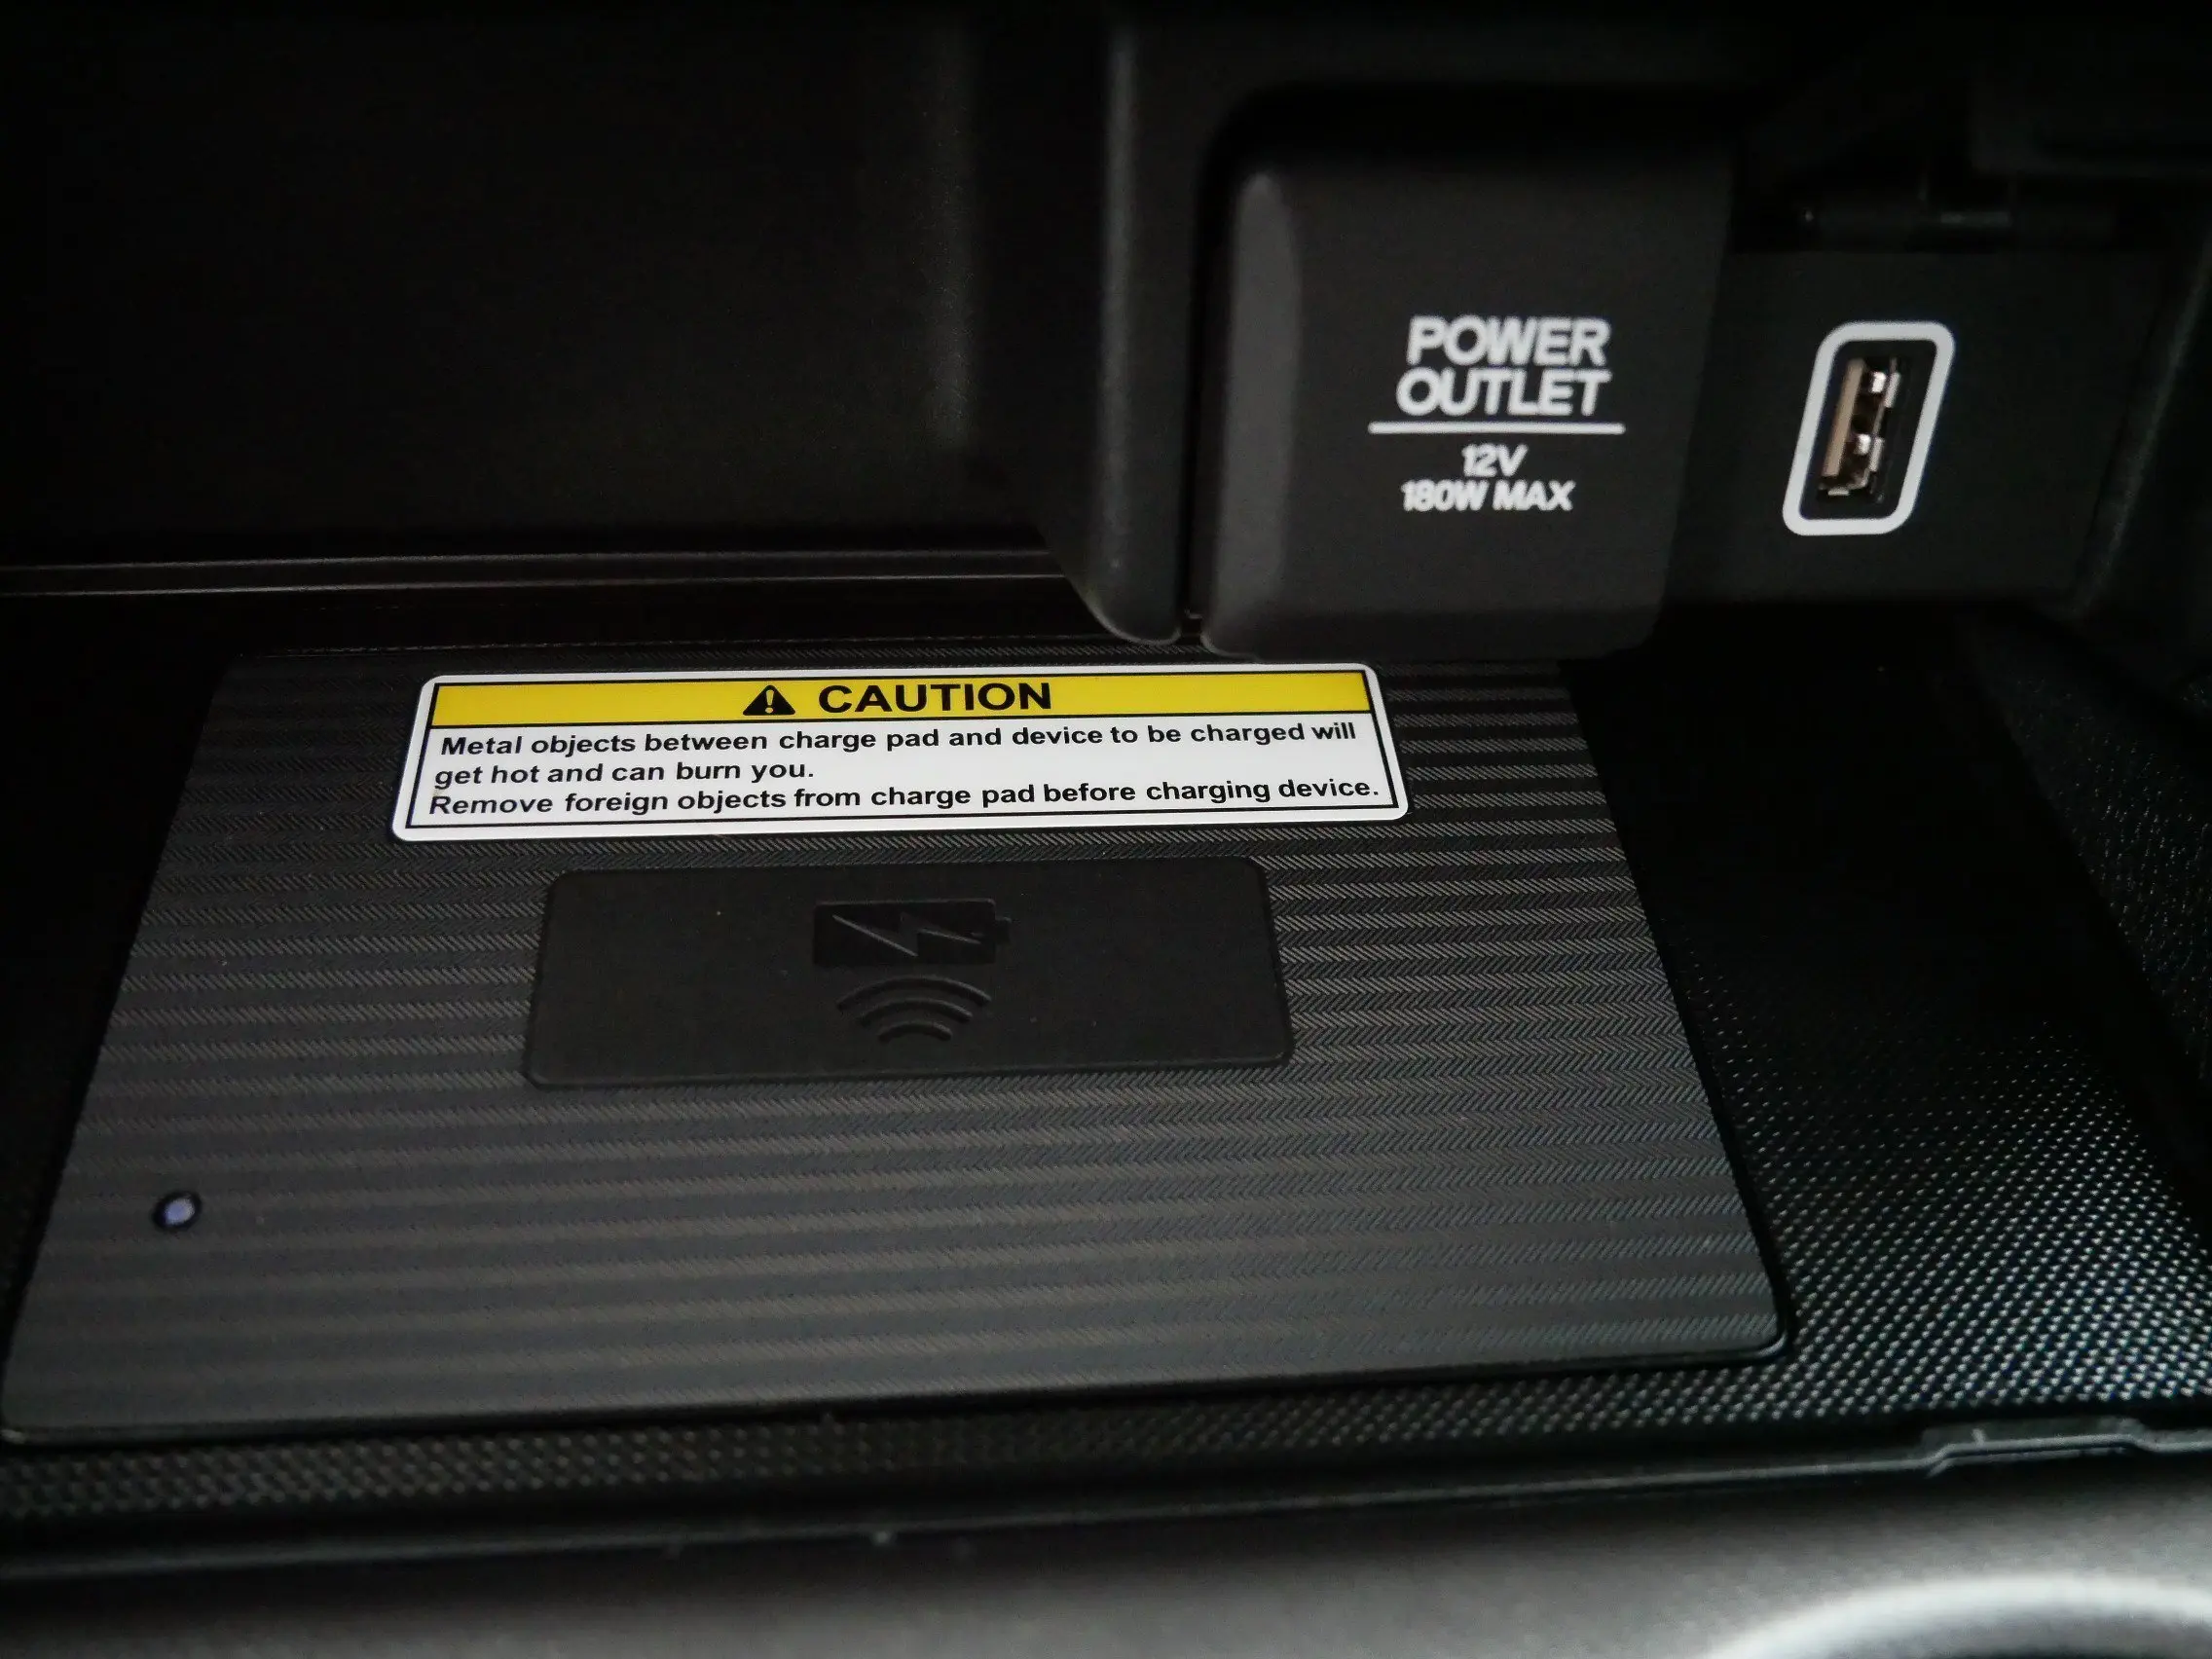 POWER
OUTLET
12V
180W MAX
CAUTION
Metal objects between charge pad and device to be charged will
get hot and can burn you.
Remove foreign objects from charge pad before charging device.